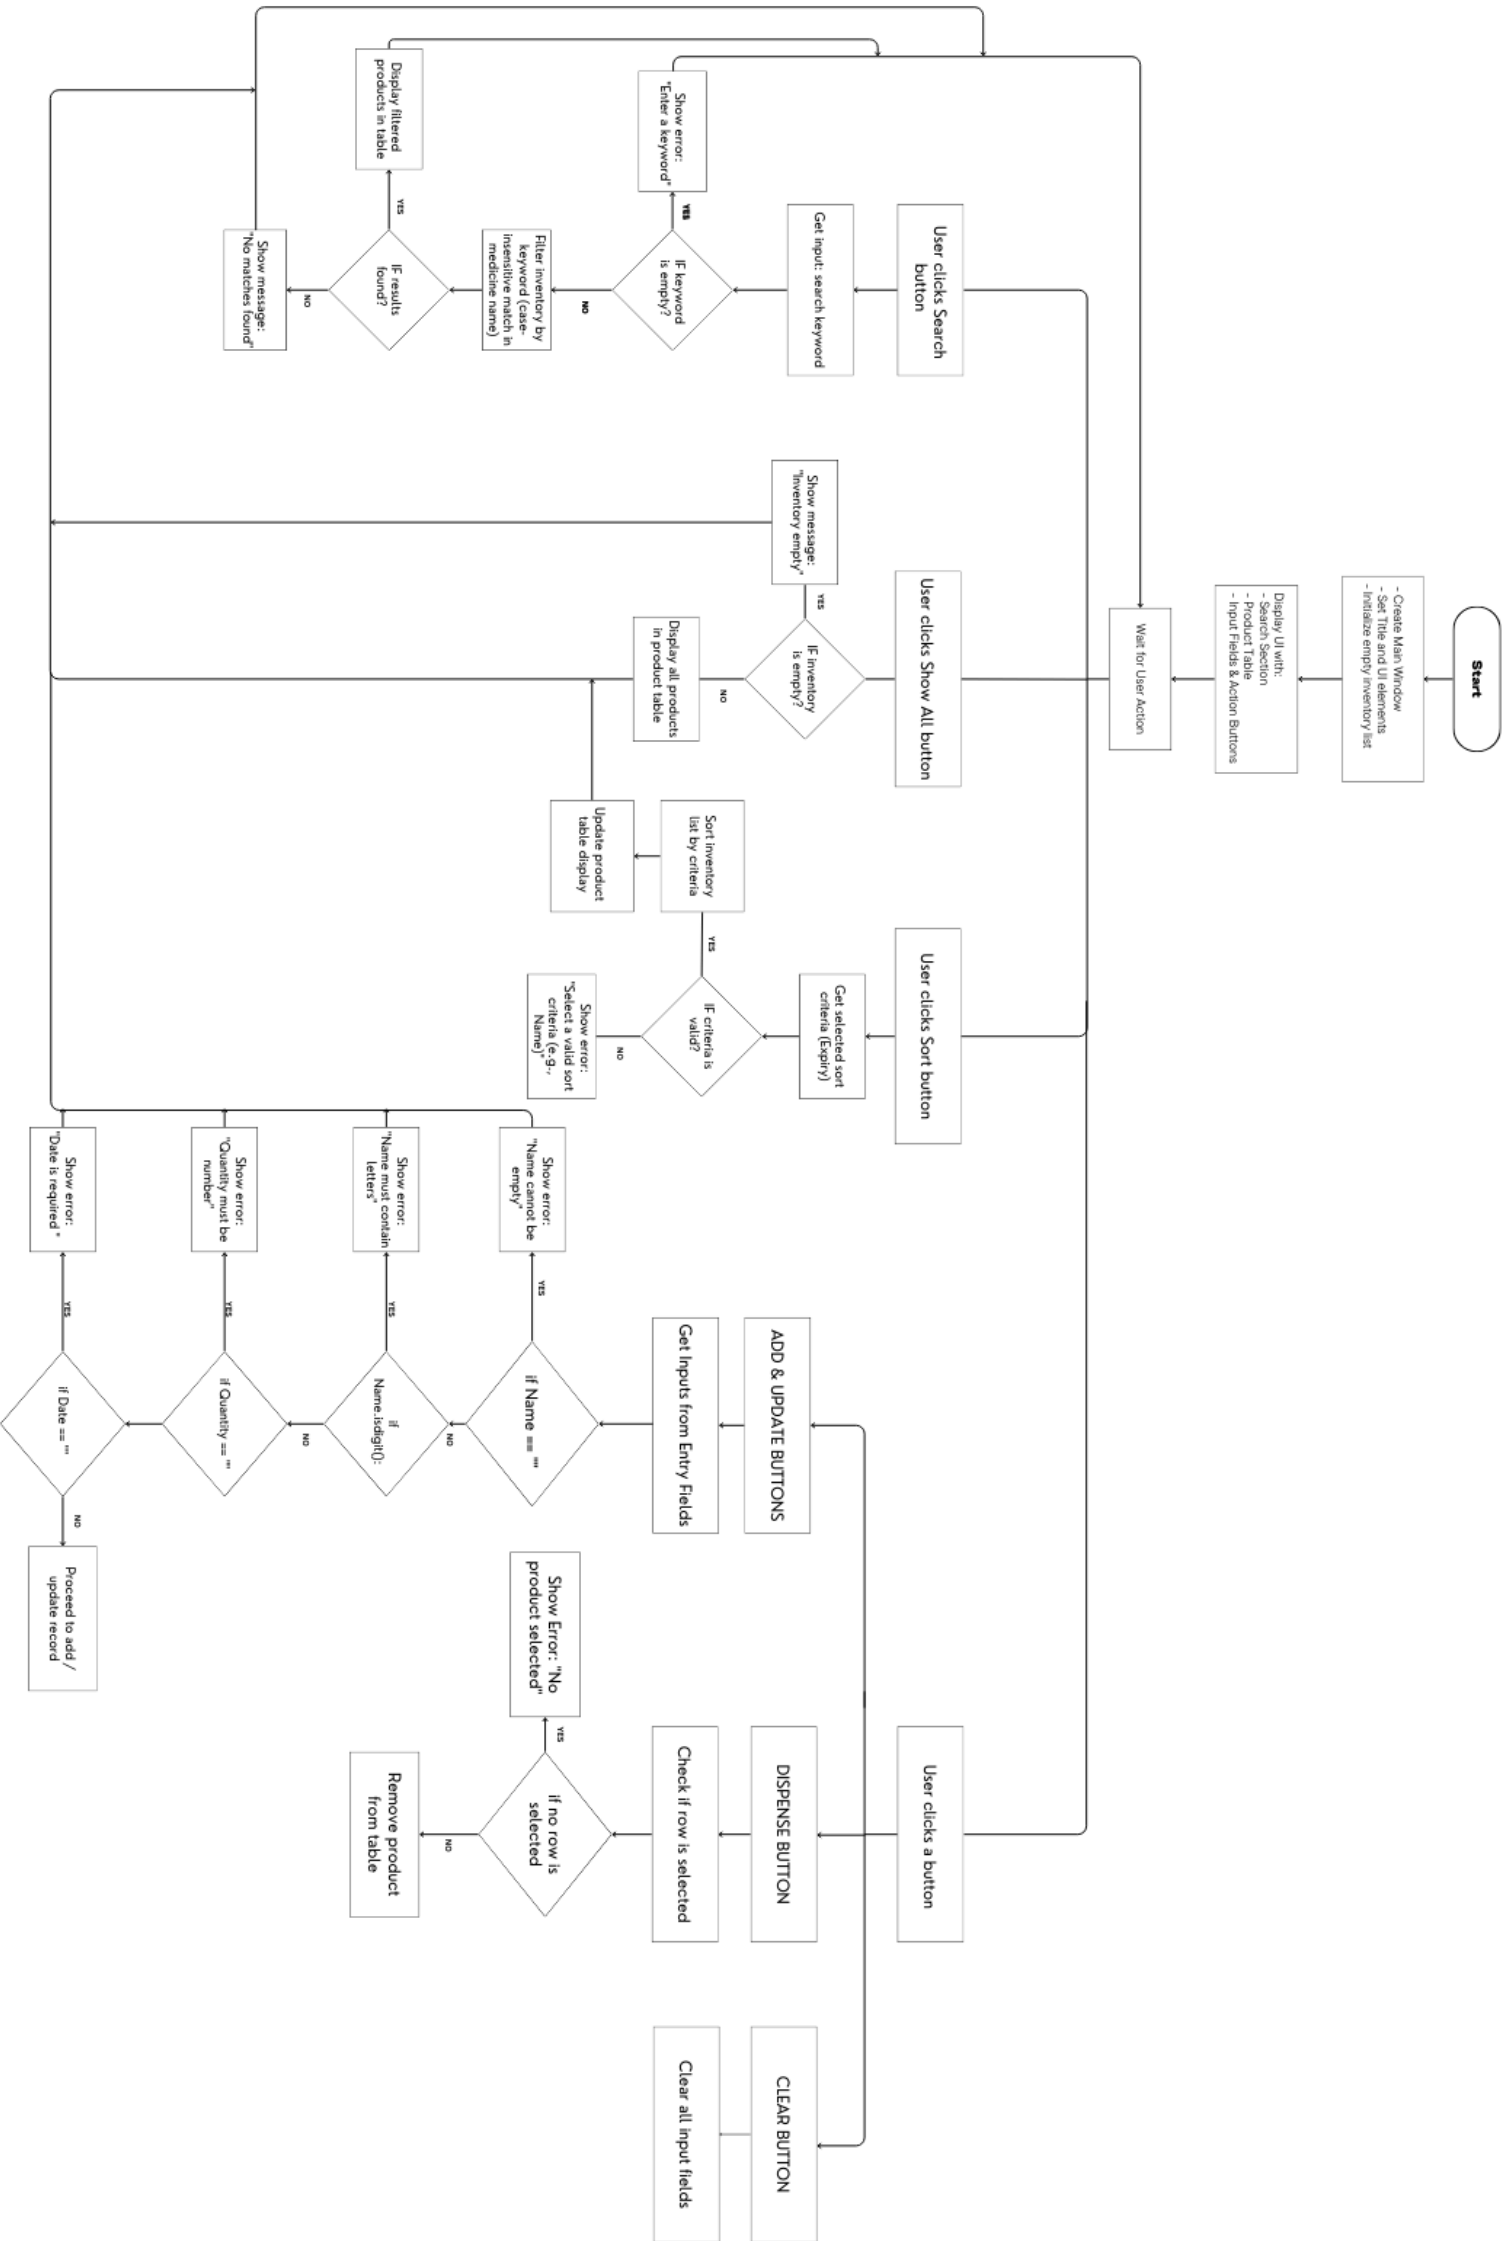 Start
- Create Main Window
- Set Title and UI elements
- Initialize empty inventory list
Display UI with:
- Search Section
- Product Table
- Input Fields & Action Buttons
Wait for User Action
User clicks Search
button
Get input: search keyword
IF keyword
is empty?
YES
Show error:
"Enter a keyword"
NO
Filter inventory by
keyword (case-
insensitive match in
medicine name)
IF results
found?
YES
Display filtered
products in table
NO
Show message:
"No matches found"
User clicks Show All button
IF inventory
is empty?
YES
Show message:
"Inventory empty"
NO
Display all products
in product table
User clicks Sort button
Get selected sort
criteria (Expiry)
IF criteria is
valid?
YES
Sort inventory
list by criteria
Update product
table display
NO
Show error:
"Select a valid sort
criteria (e.g.,
Name)"
User clicks a button
ADD & UPDATE BUTTONS
Get Inputs from Entry Fields
if Name == ""
YES
Show error:
"Name cannot be
empty"
NO
if
Name.isdigit():
YES
Show error:
"Name must contain
letters"
NO
if Quantity == ""
YES
Show error:
"Quantity must be
number"
if Date == ""
YES
Show error:
"Date is required "
NO
Proceed to add /
update record
DISPENSE BUTTON
Check if row is selected
if no row is
selected
YES
Show Error: "No
product selected"
NO
Remove product
from table
CLEAR BUTTON
Clear all input fields